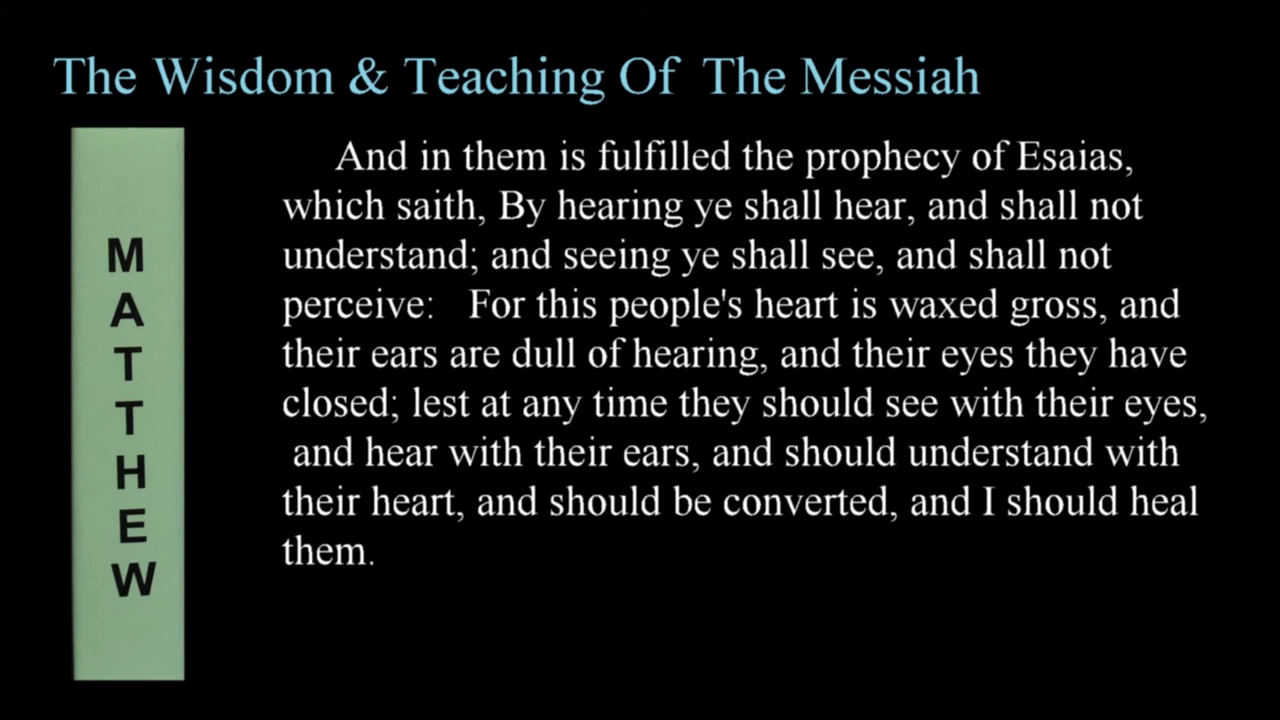 The Wisdom & Teaching Of The Messiah
MATTHEW
And in them is fulfilled the prophecy of Esaias,
which saith, By hearing ye shall hear, and shall not
understand; and seeing ye shall see, and shall not
perceive: For this people's heart is waxed gross, and
their ears are dull of hearing, and their eyes they have
closed; lest at any time they should see with their eyes,
and hear with their ears, and should understand with
their heart, and should be converted, and I should heal
them.